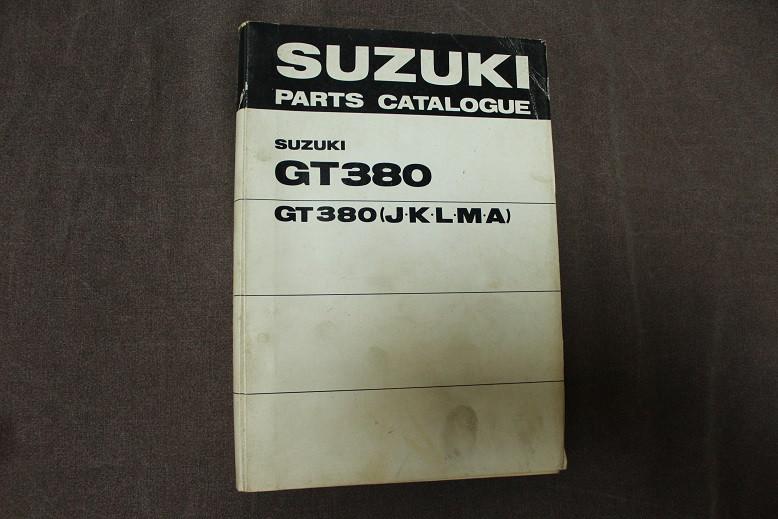 SUZUKI
PARTS CATALOGUE
SUZUKI
GT380
GT380(J·K·L·M·A)